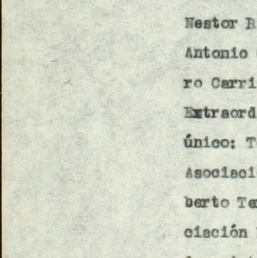 Nestor R
Antonio
ro Carri
Extraord
único: T
Asociaci
berto Te
ciación